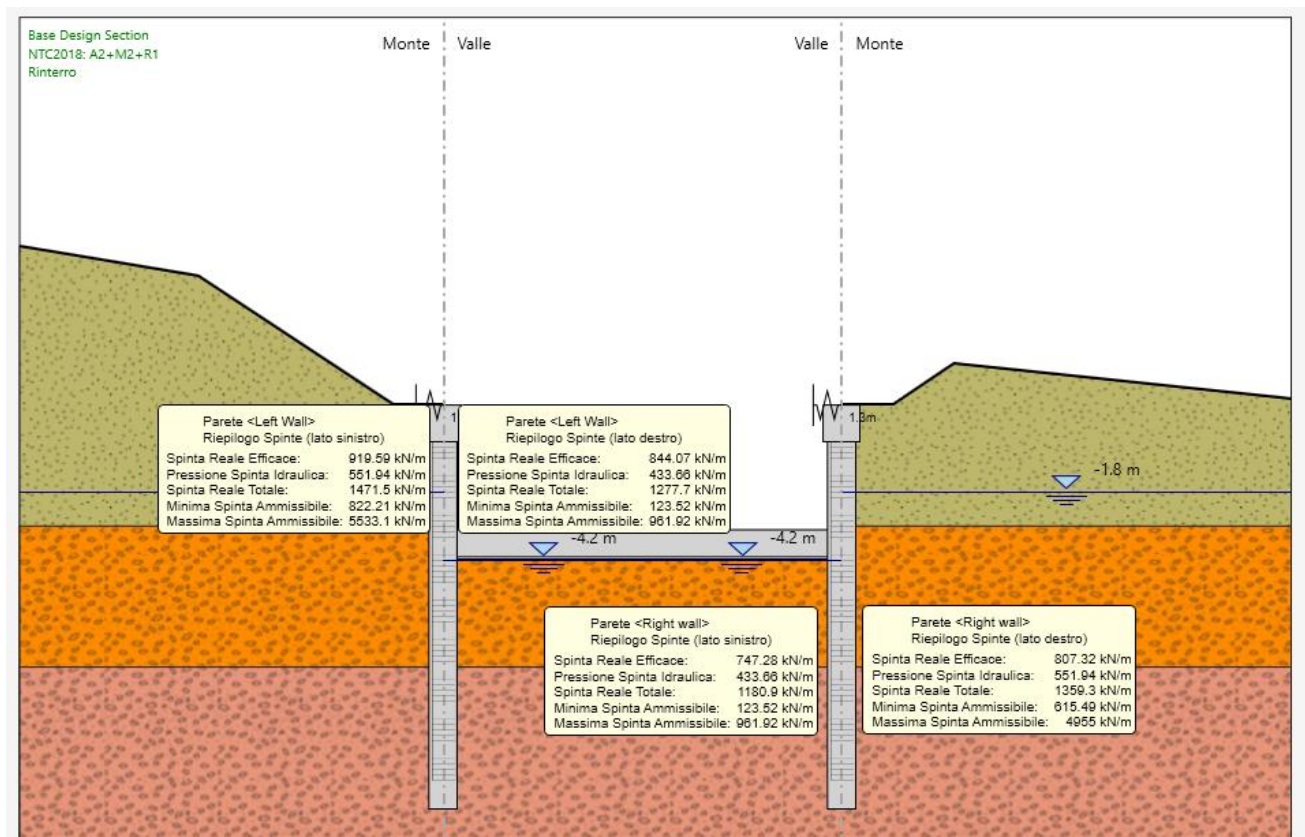 Base Design Section
NTC2018: A2+M2+R1
Rinterro
Monte
Valle
Valle
Monte
1.3m
Parete <Left Wall>
Riepilogo Spinte (lato sinistro)
Spinta Reale Efficace: 919.59 kN/m
Pressione Spinta Idraulica: 551.94 kN/m
Spinta Reale Totale: 1471.5 kN/m
Minima Spinta Ammissibile: 822.21 kN/m
Massima Spinta Ammissibile: 5533.1 kN/m
1
Parete <Left Wall>
Riepilogo Spinte (lato destro)
Spinta Reale Efficace: 844.07 kN/m
Pressione Spinta Idraulica: 433.66 kN/m
Spinta Reale Totale: 1277.7 kN/m
Minima Spinta Ammissibile: 123.52 kN/m
Massima Spinta Ammissibile: 961.92 kN/m
-1.8 m
-4.2 m
-4.2 m
Parete <Right wall>
Riepilogo Spinte (lato sinistro)
Spinta Reale Efficace: 747.28 kN/m
Pressione Spinta Idraulica: 433.66 kN/m
Spinta Reale Totale: 1180.9 kN/m
Minima Spinta Ammissibile: 123.52 kN/m
Massima Spinta Ammissibile: 961.92 kN/m
Parete <Right wall>
Riepilogo Spinte (lato destro)
Spinta Reale Efficace: 807.32 kN/m
Pressione Spinta Idraulica: 551.94 kN/m
Spinta Reale Totale: 1359.3 kN/m
Minima Spinta Ammissibile: 615.49 kN/m
Massima Spinta Ammissibile: 4955 kN/m